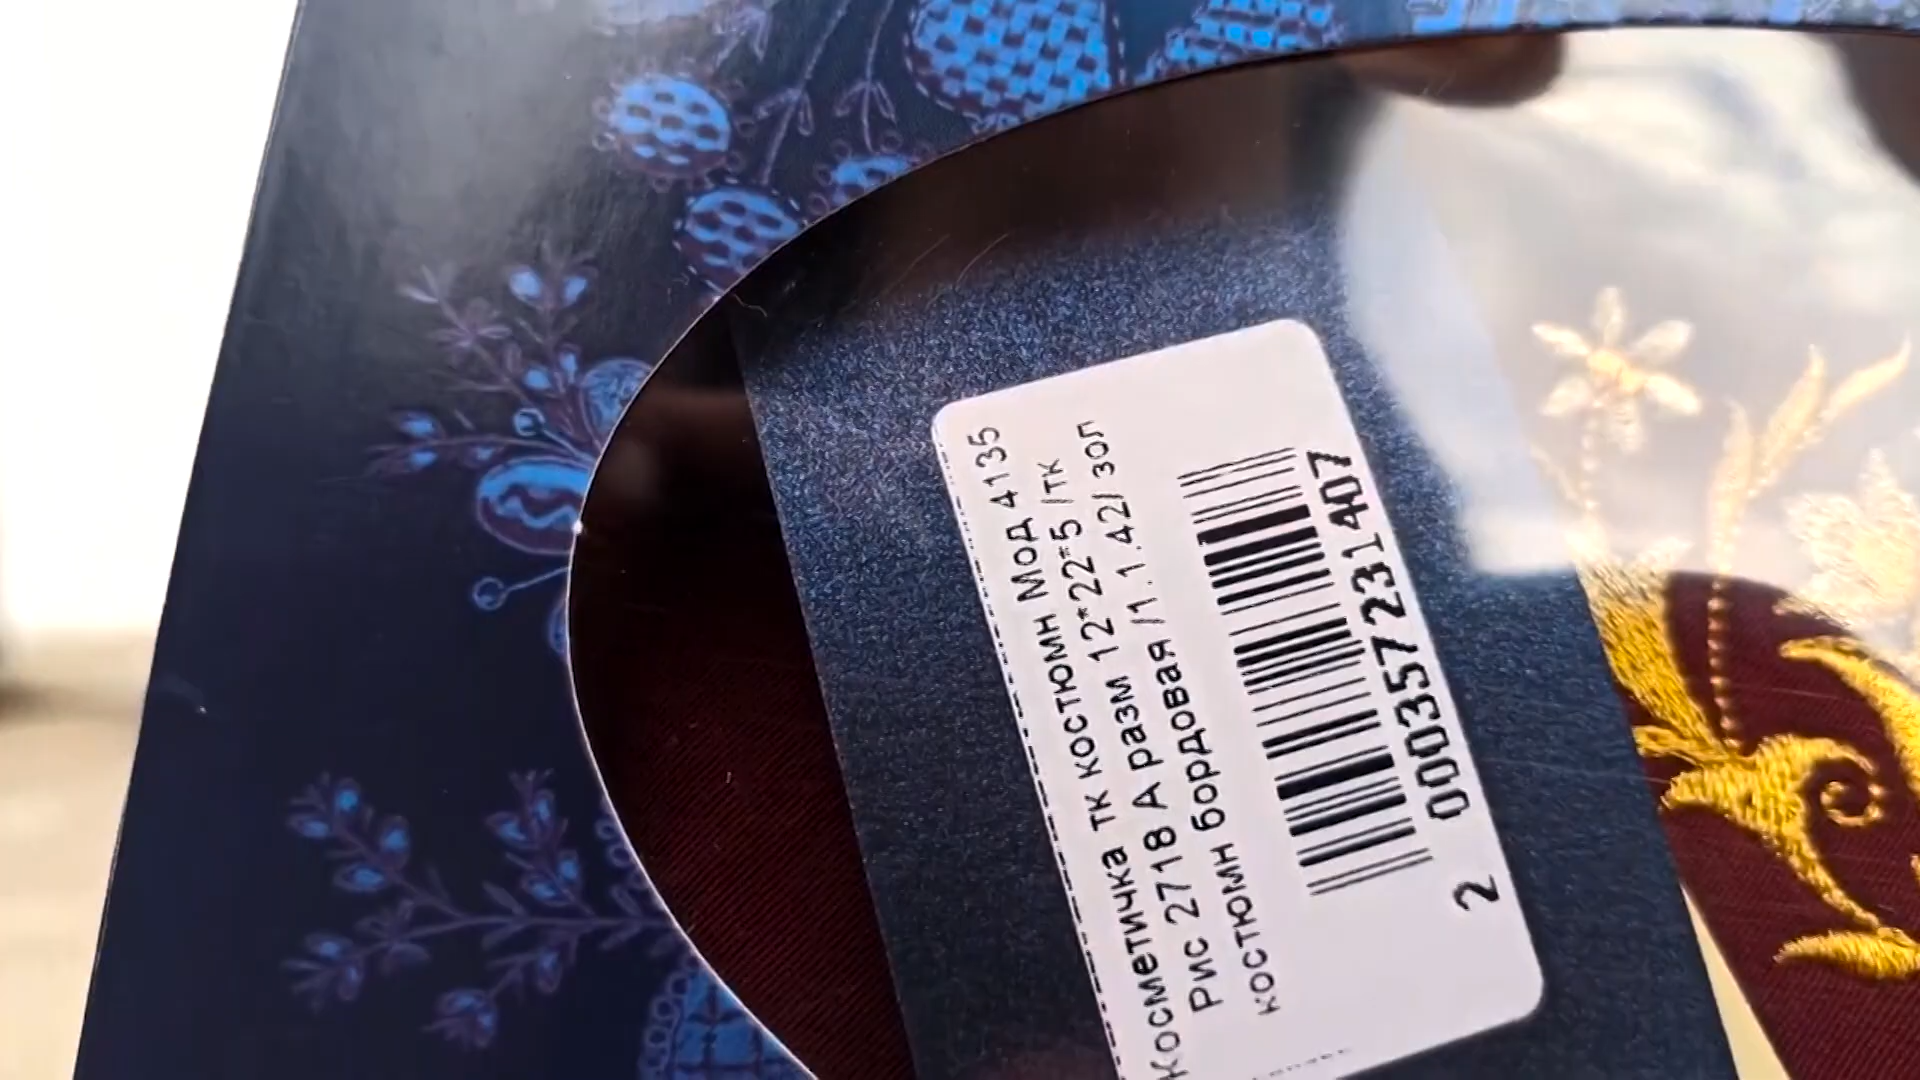 Косметичка тк костюмн Мод 4135
Рис 2718 А разм 12*22*5 /тк
костюмн бордовая /1.1.42/ зол
2 000357 231407